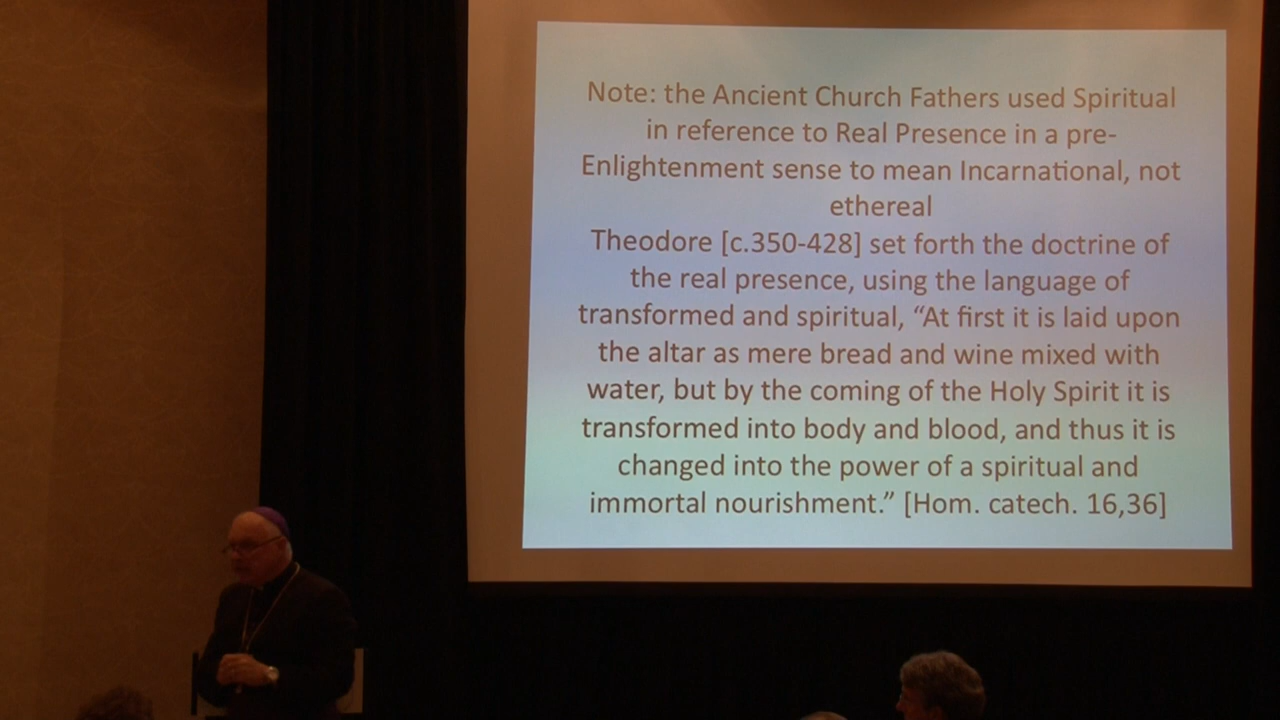 Note: the Ancient Church Fathers used Spiritual
in reference to Real Presence in a pre-
Enlightenment sense to mean Incarnational, not
ethereal
Theodore [c.350-428] set forth the doctrine of
the real presence, using the language of
transformed and spiritual, “At first it is laid upon
the altar as mere bread and wine mixed with
water, but by the coming of the Holy Spirit it is
transformed into body and blood, and thus it is
changed into the power of a spiritual and
immortal nourishment.” [Hom. catech. 16,36]